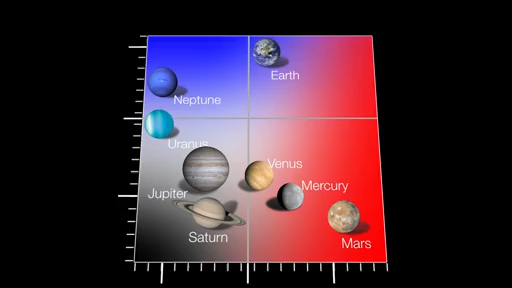 Earth
Neptune
Uranus
Venus
Jupiter
Mercury
Saturn
Mars